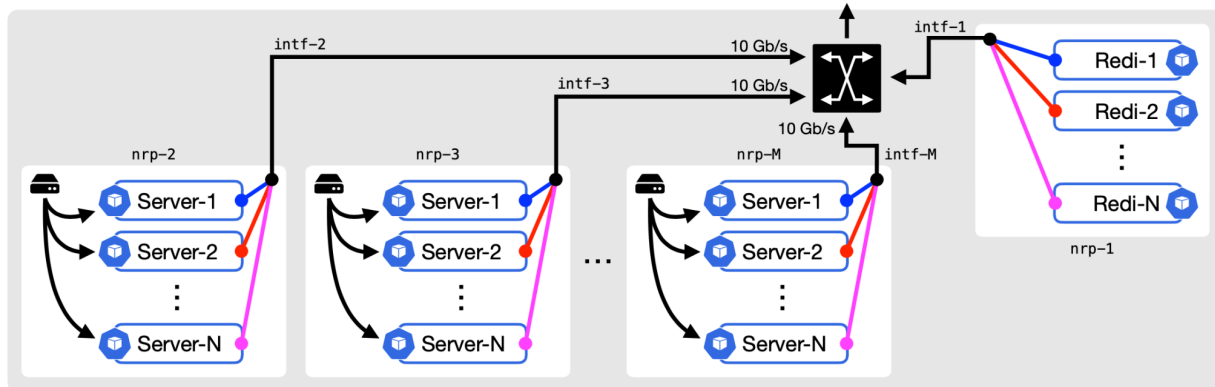 intf-2
10 Gb/s
intf-3
10 Gb/s
10 Gb/s
intf-M
intf-1
Redi-1
Redi-2
⋮
Redi-N
nrp-1
nrp-2
Server-1
Server-2
⋮
Server-N
nrp-3
Server-1
Server-2
⋮
Server-N
...
nrp-M
Server-1
Server-2
⋮
Server-N